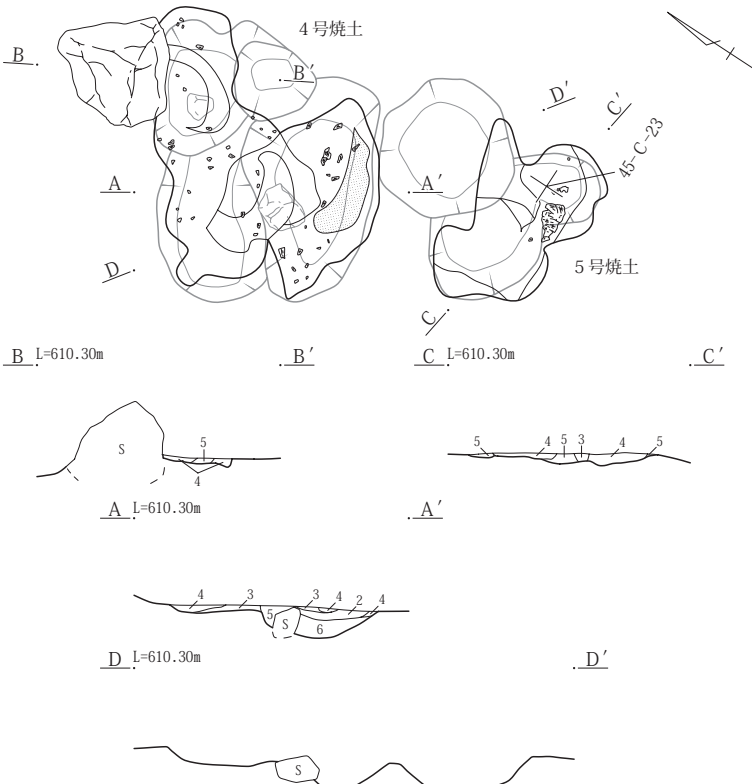 4号焼土
B
B′
D′
C′
45-C-23
A
A′
D
5号焼土
C
B L=610.30m B′
C L=610.30m C′
S
5
4
5 4 5 3 4 5
A L=610.30m A′
4 3 3 4 2 4
5 S 6
D L=610.30m D′
S